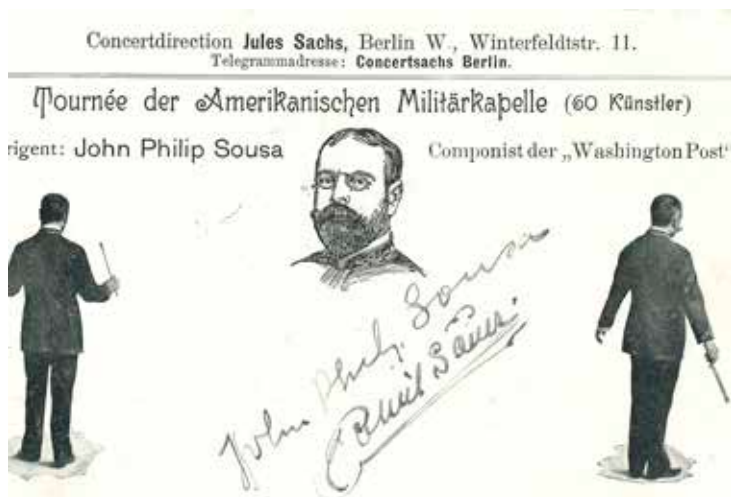 Concertdirection Jules Sachs, Berlin W., Winterfeldtstr. 11.
Telegrammadresse: Concertsachs Berlin.
Tournée der Amerikanischen Militärkapelle (60 Künstler)
rigent: John Philip Sousa
Componist der „Washington Post“
John Philip Sousa